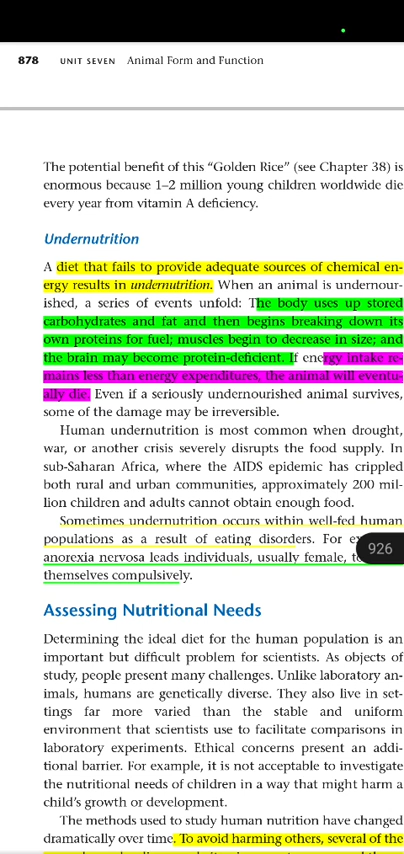 878 UNIT SEVEN Animal Form and Function
The potential benefit of this “Golden Rice” (see Chapter 38) is
enormous because 1–2 million young children worldwide die
every year from vitamin A deficiency.
Undernutrition
A diet that fails to provide adequate sources of chemical en-
ergy results in undernutrition. When an animal is undernour-
ished, a series of events unfold: The body uses up stored
carbohydrates and fat and then begins breaking down its
own proteins for fuel; muscles begin to decrease in size; and
the brain may become protein-deficient. If energy intake re-
mains less than energy expenditures, the animal will eventu-
ally die. Even if a seriously undernourished animal survives,
some of the damage may be irreversible.
Human undernutrition is most common when drought,
war, or another crisis severely disrupts the food supply. In
sub-Saharan Africa, where the AIDS epidemic has crippled
both rural and urban communities, approximately 200 mil-
lion children and adults cannot obtain enough food.
Sometimes undernutrition occurs within well-fed human
populations as a result of eating disorders. For
926
anorexia nervosa leads individuals, usually female,
themselves compulsively.
Assessing Nutritional Needs
Determining the ideal diet for the human population is an
important but difficult problem for scientists. As objects of
study, people present many challenges. Unlike laboratory an-
imals, humans are genetically diverse. They also live in set-
tings far more varied than the stable and uniform
environment that scientists use to facilitate comparisons in
laboratory experiments. Ethical concerns present an addi-
tional barrier. For example, it is not acceptable to investigate
the nutritional needs of children in a way that might harm a
child’s growth or development.
The methods used to study human nutrition have changed
dramatically over time. To avoid harming others, several of the